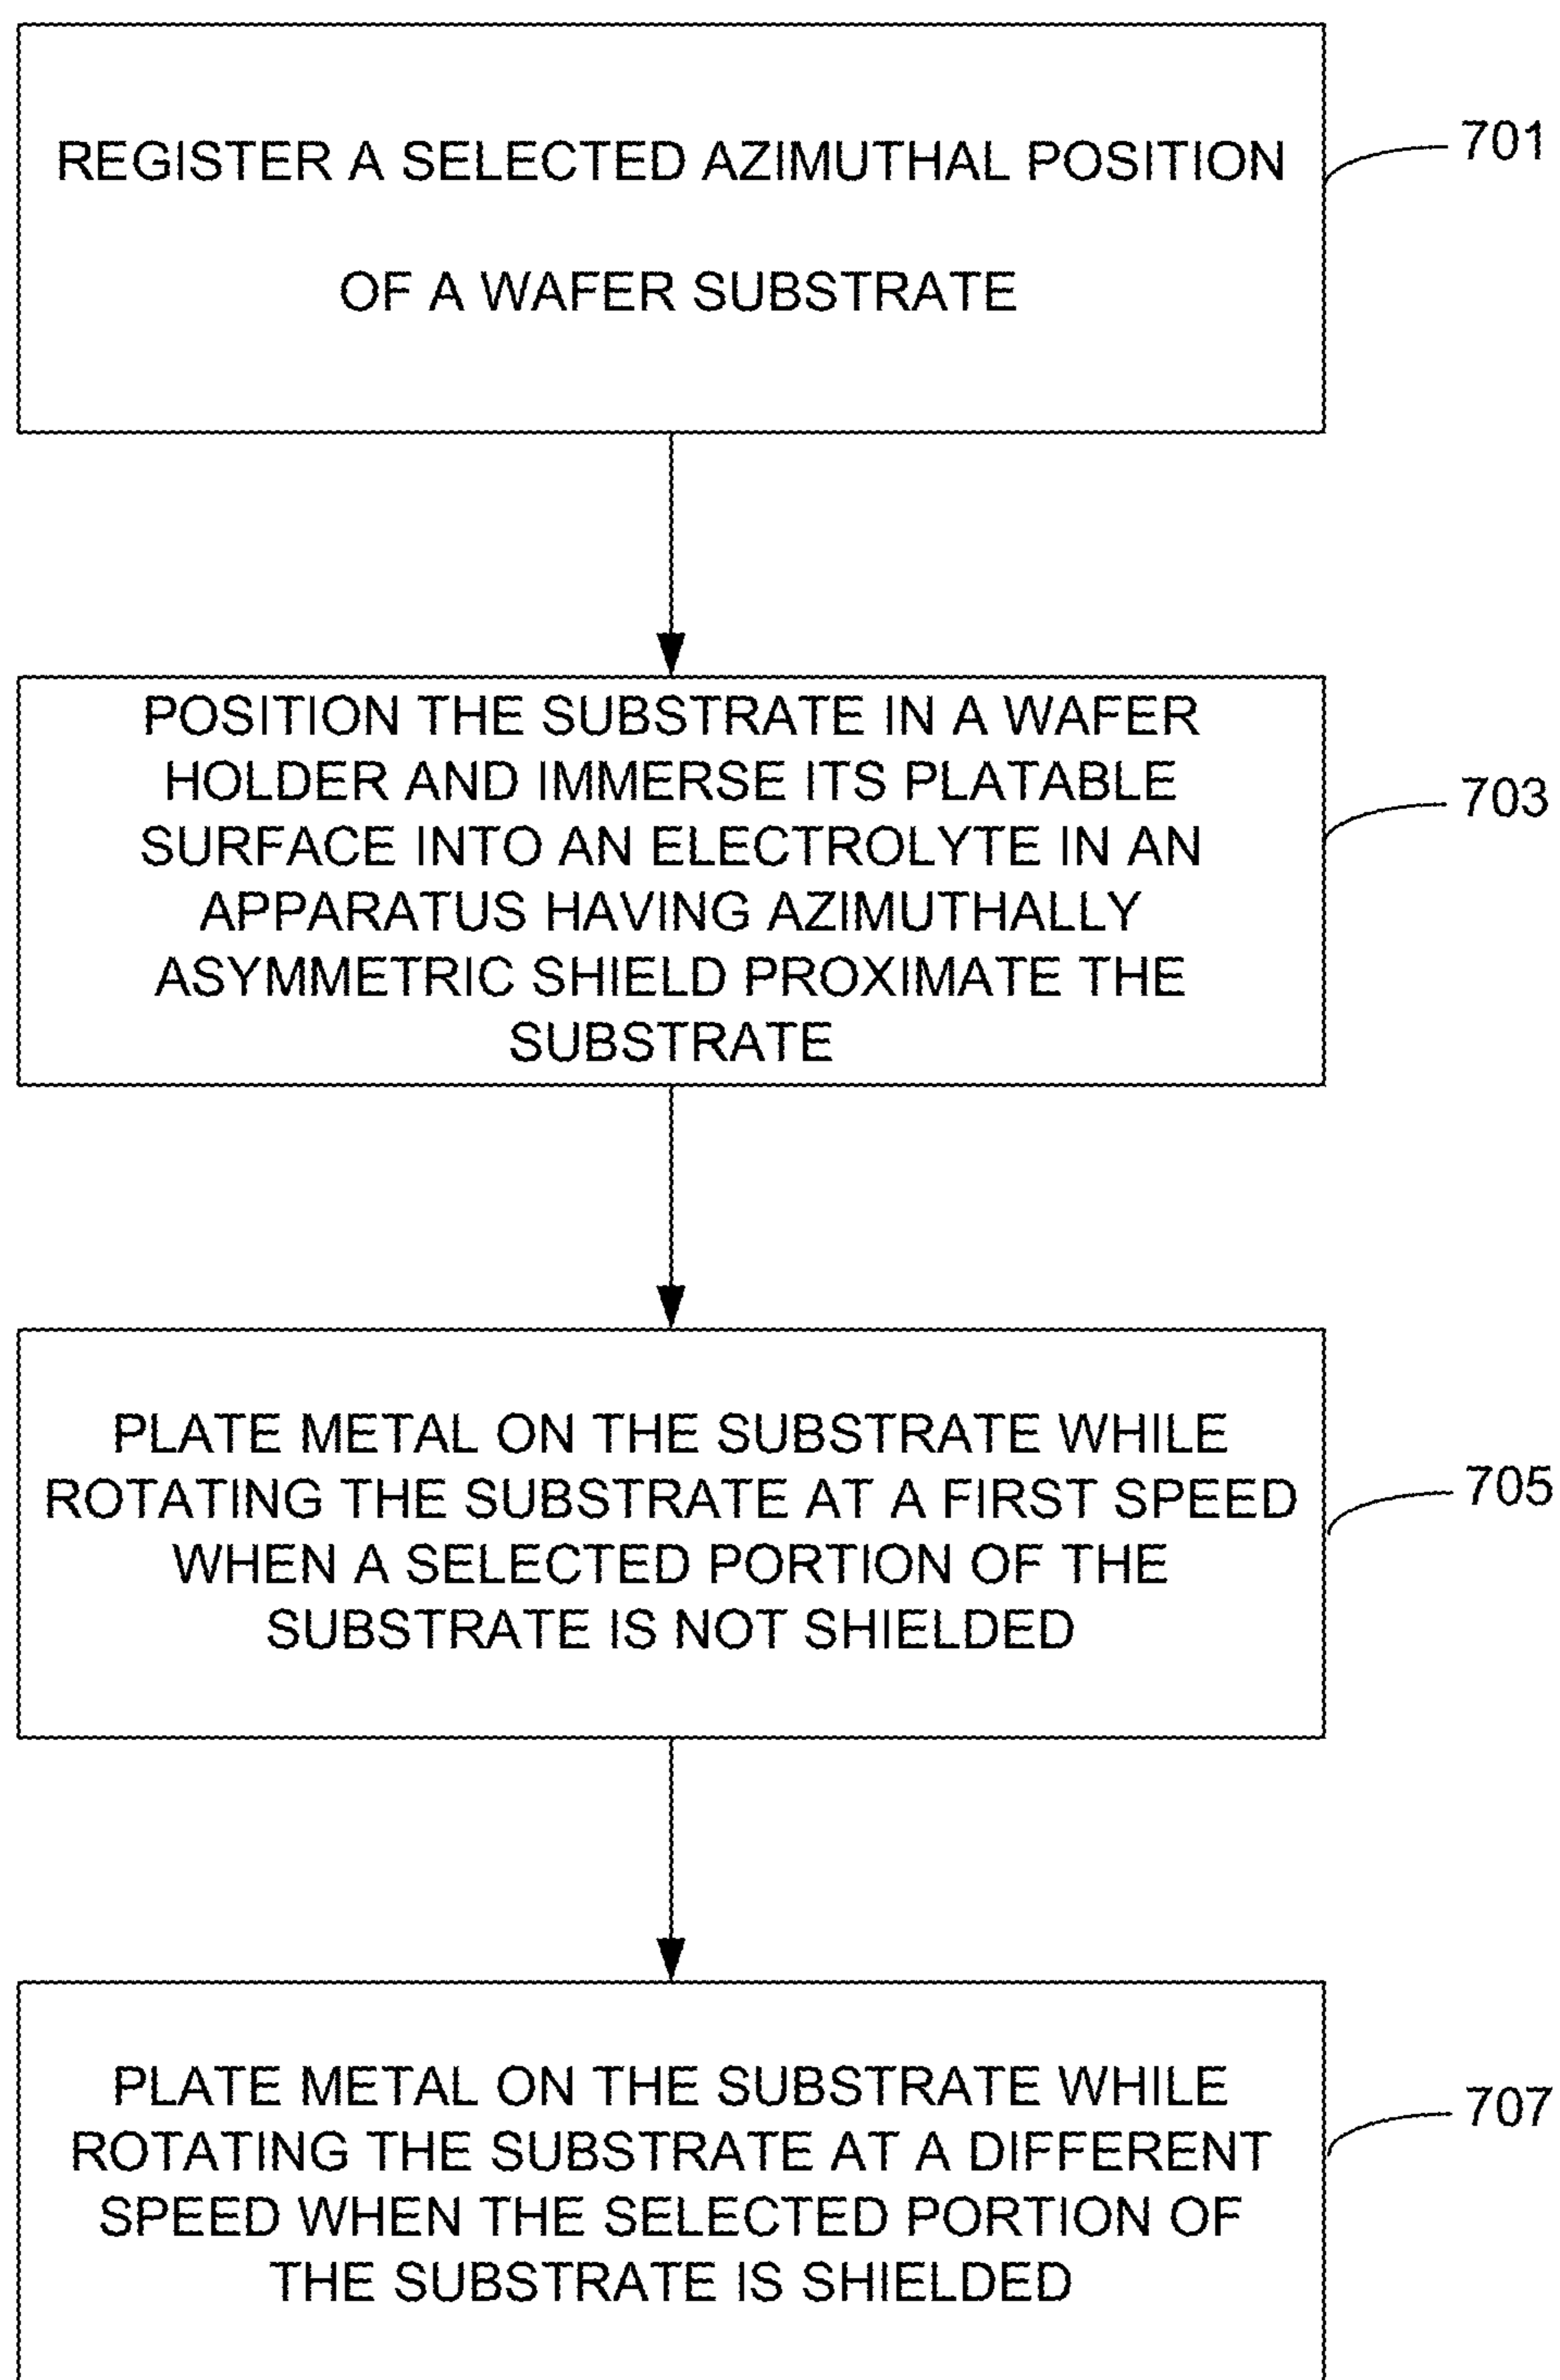 REGISTER A SELECTED AZIMUTHAL POSITION
OF A WAFER SUBSTRATE
701
POSITION THE SUBSTRATE IN A WAFER
HOLDER AND IMMERSE ITS PLATABLE
SURFACE INTO AN ELECTROLYTE IN AN
APPARATUS HAVING AZIMUTHALLY
ASYMMETRIC SHIELD PROXIMATE THE
SUBSTRATE
703
PLATE METAL ON THE SUBSTRATE WHILE
ROTATING THE SUBSTRATE AT A FIRST SPEED
WHEN A SELECTED PORTION OF THE
SUBSTRATE IS NOT SHIELDED
705
PLATE METAL ON THE SUBSTRATE WHILE
ROTATING THE SUBSTRATE AT A DIFFERENT
SPEED WHEN THE SELECTED PORTION OF
THE SUBSTRATE IS SHIELDED
707